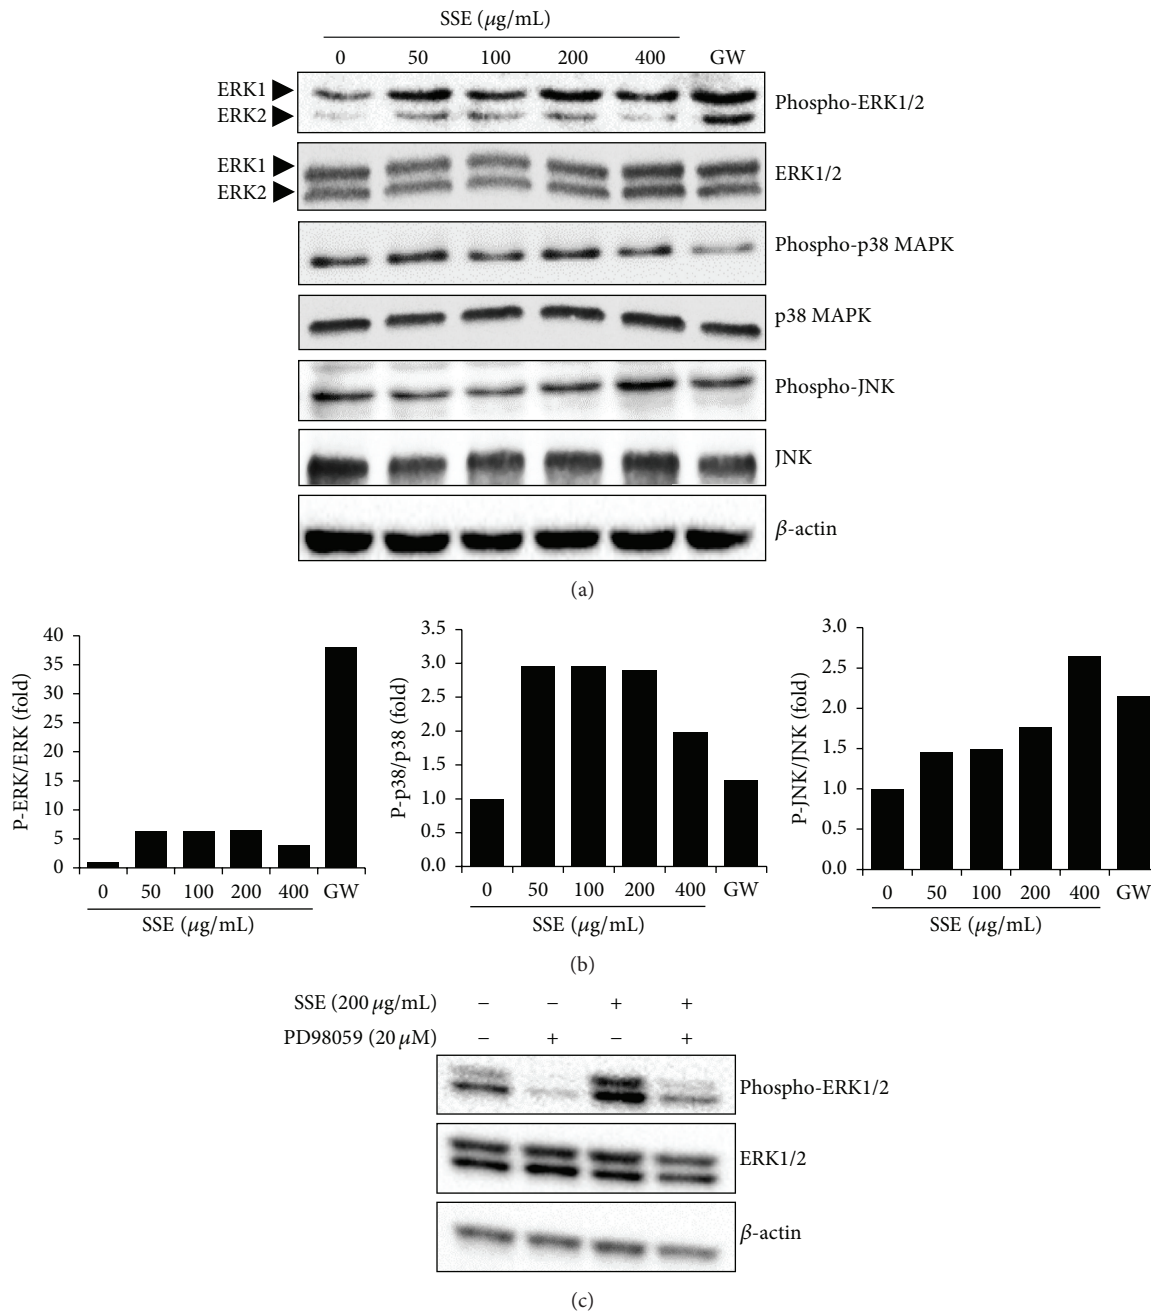 SSE (μg/mL)
0 50 100 200 400 GW
ERK1
ERK2
Phospho-ERK1/2
ERK1
ERK2
ERK1/2
Phospho-p38 MAPK
p38 MAPK
Phospho-JNK
JNK
β-actin
(a)
P-ERK/ERK (fold)
40
35
30
25
20
15
10
5
0
0 50 100 200 400 GW
SSE (μg/mL)
P-p38/p38 (fold)
3.5
3.0
2.5
2.0
1.5
1.0
0.5
0.0
0 50 100 200 400 GW
SSE (μg/mL)
P-JNK/JNK (fold)
3.0
2.5
2.0
1.5
1.0
0.5
0.0
0 50 100 200 400 GW
SSE (μg/mL)
(b)
SSE (200 μg/mL) − − + +
PD98059 (20 μM) − + − +
Phospho-ERK1/2
ERK1/2
β-actin
(c)